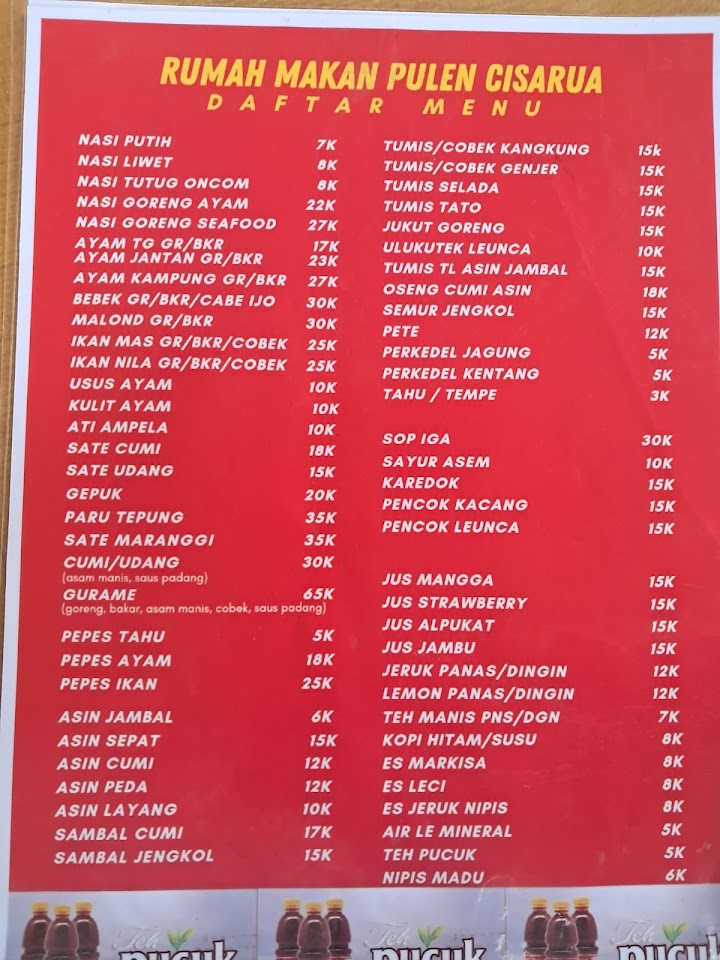 RUMAH MAKAN PULEN CISARUA
DAFTAR MENU
NASI PUTIH 7K
NASI LIWET 8K
NASI TUTUG ONCOM 8K
NASI GORENG AYAM 22K
NASI GORENG SEAFOOD 27K
AYAM TG GR/BKR 17K
AYAM JANTAN GR/BKR 23K
AYAM KAMPUNG GR/BKR 27K
BEBEK GR/BKR/CABE IJO 30K
MALOND GR/BKR 30K
IKAN MAS GR/BKR/COBEK 25K
IKAN NILA GR/BKR/COBEK 25K
USUS AYAM 10K
KULIT AYAM 10K
ATI AMPELA 10K
SATE CUMI 18K
SATE UDANG 15K
GEPUK 20K
PARU TEPUNG 35K
SATE MARANGGI 35K
CUMI/UDANG 30K
(asam manis, saus padang)
GURAME 65K
(goreng, bakar, asam manis, cobek, saus padang)
PEPES TAHU 5K
PEPES AYAM 18K
PEPES IKAN 25K
ASIN JAMBAL 6K
ASIN SEPAT 15K
ASIN CUMI 12K
ASIN PEDA 12K
ASIN LAYANG 10K
SAMBAL CUMI 17K
SAMBAL JENGKOL 15K
TUMIS/COBEK KANGKUNG 15k
TUMIS/COBEK GENJER 15K
TUMIS SELADA 15K
TUMIS TATO 15K
JUKUT GORENG 15K
ULUKUTEK LEUNCA 10K
TUMIS TL ASIN JAMBAL 15K
OSENG CUMI ASIN 18K
SEMUR JENGKOL 15K
PETE 12K
PERKEDEL JAGUNG 5K
PERKEDEL KENTANG 5K
TAHU / TEMPE 3K
SOP IGA 30K
SAYUR ASEM 10K
KAREDOK 15K
PENCOK KACANG 15K
PENCOK LEUNCA 15K
JUS MANGGA 15K
JUS STRAWBERRY 15K
JUS ALPUKAT 15K
JUS JAMBU 15K
JERUK PANAS/DINGIN 12K
LEMON PANAS/DINGIN 12K
TEH MANIS PNS/DGN 7K
KOPI HITAM/SUSU 8K
ES MARKISA 8K
ES LECI 8K
ES JERUK NIPIS 8K
AIR LE MINERAL 5K
TEH PUCUK 5K
NIPIS MADU 6K
Teh pucuk Teh pucuk Teh pucuk